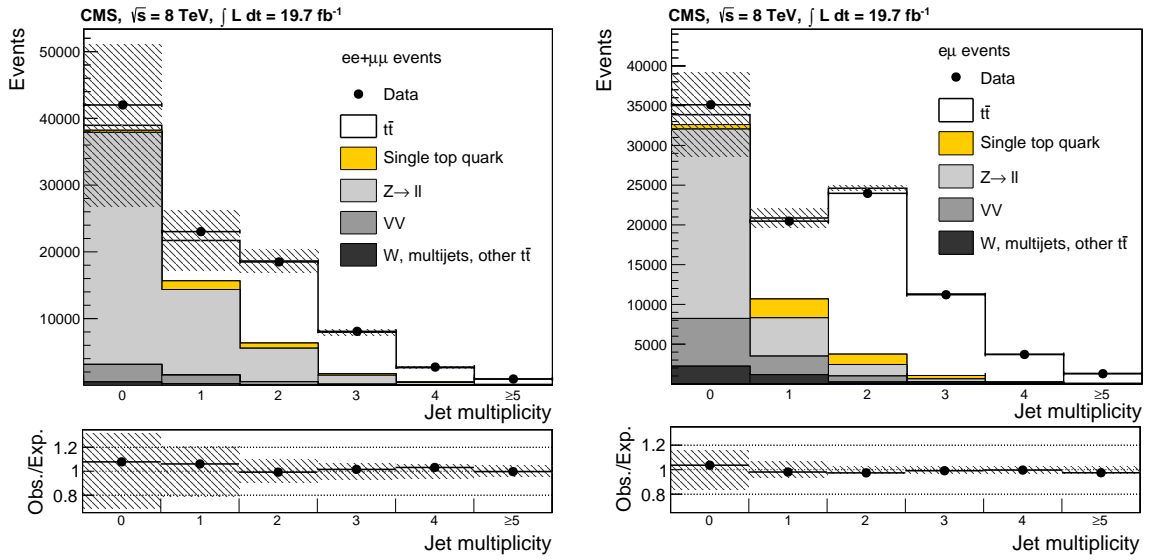 CMS, √s = 8 TeV, ∫ L dt = 19.7 fb⁻¹
Events
50000
40000
30000
20000
10000
ee+μμ events
Data
tt̄
Single top quark
Z→ ll
VV
W, multijets, other tt̄
0 1 2 3 4 ≥5
Jet multiplicity
Obs./Exp.
1.2
1
0.8
0 1 2 3 4 ≥5
Jet multiplicity
CMS, √s = 8 TeV, ∫ L dt = 19.7 fb⁻¹
Events
40000
35000
30000
25000
20000
15000
10000
5000
eμ events
Data
tt̄
Single top quark
Z→ ll
VV
W, multijets, other tt̄
0 1 2 3 4 ≥5
Jet multiplicity
Obs./Exp.
1.2
1
0.8
0 1 2 3 4 ≥5
Jet multiplicity